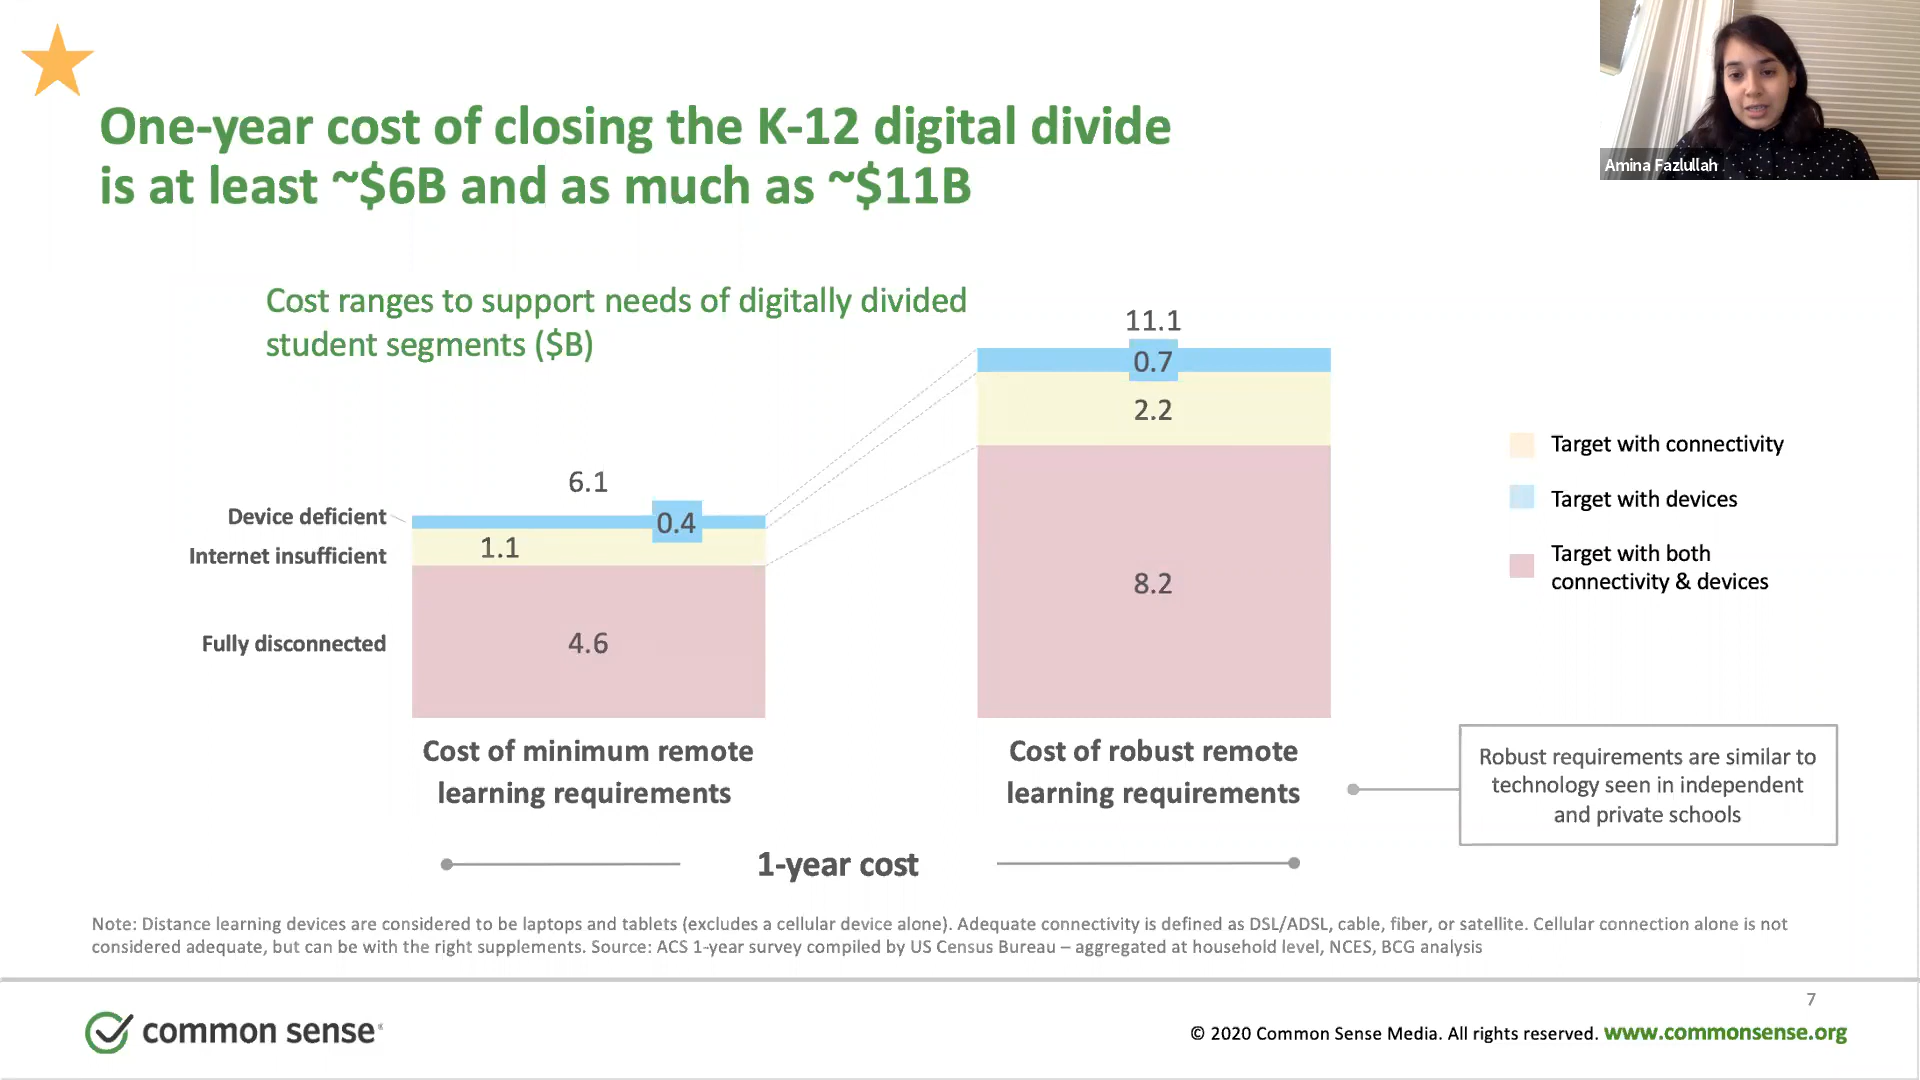 One-year cost of closing the K-12 digital divide
is at least ~$6B and as much as ~$11B
Amina Fazlullah
Cost ranges to support needs of digitally divided
student segments ($B)
11.1
0.7
2.2
8.2
6.1
0.4
1.1
4.6
Device deficient
Internet insufficient
Fully disconnected
Target with connectivity
Target with devices
Target with both
connectivity & devices
Cost of minimum remote
learning requirements
Cost of robust remote
learning requirements
Robust requirements are similar to
technology seen in independent
and private schools
1-year cost
Note: Distance learning devices are considered to be laptops and tablets (excludes a cellular device alone). Adequate connectivity is defined as DSL/ADSL, cable, fiber, or satellite. Cellular connection alone is not
considered adequate, but can be with the right supplements. Source: ACS 1-year survey compiled by US Census Bureau – aggregated at household level, NCES, BCG analysis
7
common sense®
© 2020 Common Sense Media. All rights reserved. www.commonsense.org